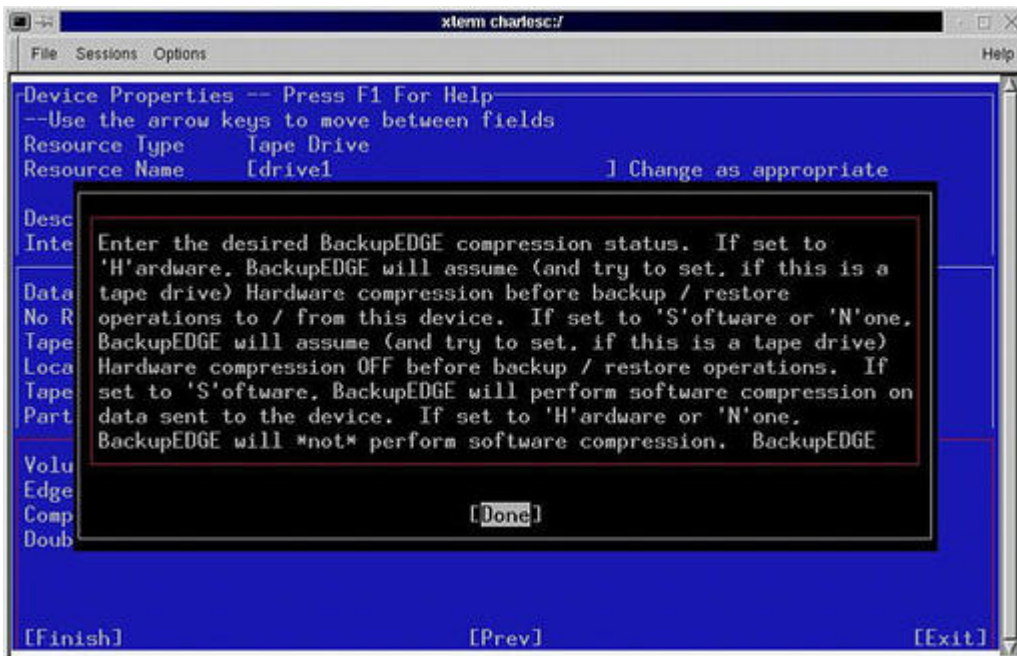 xterm charlesc:/
File Sessions Options Help
Device Properties -- Press F1 For Help
--Use the arrow keys to move between fields
Resource Type Tape Drive
Resource Name [drive1 ] Change as appropriate
Desc
Inte
Enter the desired BackupEDGE compression status. If set to
'H'ardware, BackupEDGE will assume (and try to set, if this is a
Data tape drive) Hardware compression before backup / restore
No R operations to / from this device. If set to 'S'oftware or 'N'one,
Tape BackupEDGE will assume (and try to set, if this is a tape drive)
Loca Hardware compression OFF before backup / restore operations. If
Tape set to 'S'oftware, BackupEDGE will perform software compression on
Part data sent to the device. If set to 'H'ardware or 'N'one,
BackupEDGE will *not* perform software compression. BackupEDGE
Volu
Edge
Comp [Done]
Doub
[Finish] [Prev] [Exit]